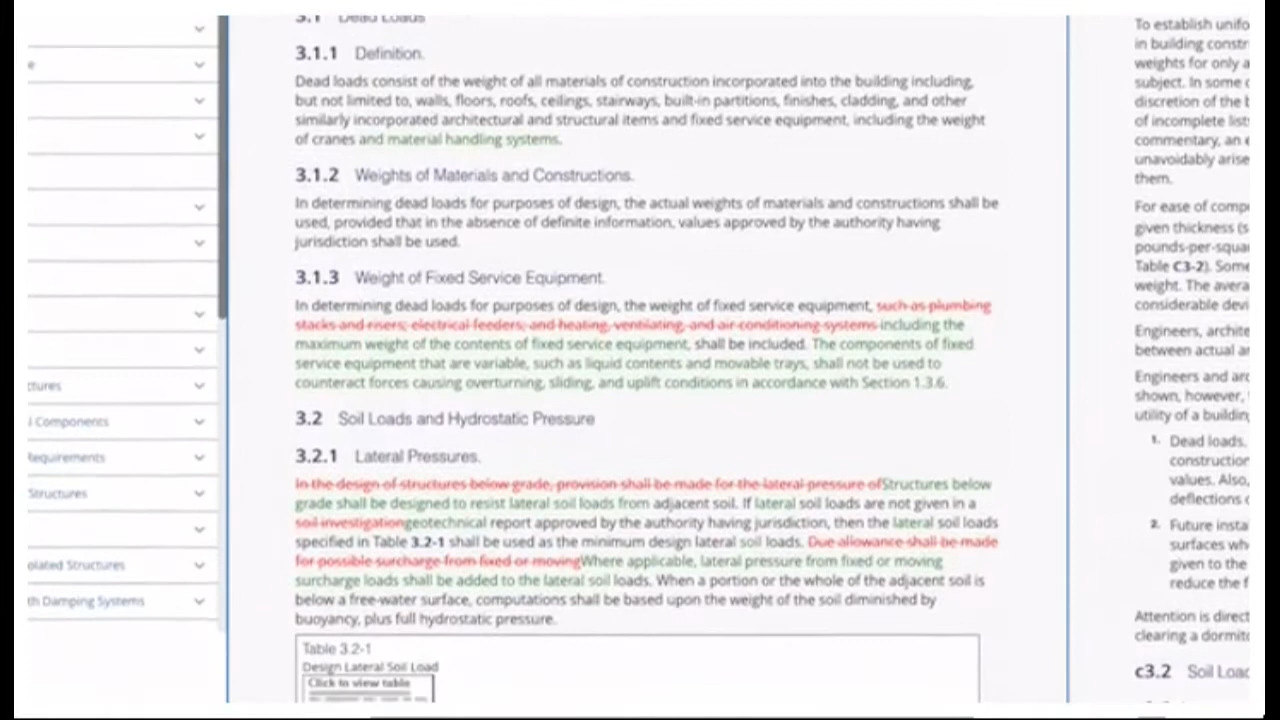 3.1 Dead Loads
3.1.1 Definition.
Dead loads consist of the weight of all materials of construction incorporated into the building including,
but not limited to, walls, floors, roofs, ceilings, stairways, built-in partitions, finishes, cladding, and other
similarly incorporated architectural and structural items and fixed service equipment, including the weight
of cranes and material handling systems.
3.1.2 Weights of Materials and Constructions.
In determining dead loads for purposes of design, the actual weights of materials and constructions shall be
used, provided that in the absence of definite information, values approved by the authority having
jurisdiction shall be used.
3.1.3 Weight of Fixed Service Equipment.
In determining dead loads for purposes of design, the weight of fixed service equipment, such as plumbing
stacks and risers, electrical feeders, and heating, ventilating, and air conditioning systems including the
maximum weight of the contents of fixed service equipment, shall be included. The components of fixed
service equipment that are variable, such as liquid contents and movable trays, shall not be used to
counteract forces causing overturning, sliding, and uplift conditions in accordance with Section 1.3.6.
3.2 Soil Loads and Hydrostatic Pressure
3.2.1 Lateral Pressures.
In the design of structures below grade, provision shall be made for the lateral pressure ofStructures below
grade shall be designed to resist lateral soil loads from adjacent soil. If lateral soil loads are not given in a
soil investigationgeotechnical report approved by the authority having jurisdiction, then the lateral soil loads
specified in Table 3.2-1 shall be used as the minimum design lateral soil loads. Due allowance shall be made
for possible surcharge from fixed or movingWhere applicable, lateral pressure from fixed or moving
surcharge loads shall be added to the lateral soil loads. When a portion or the whole of the adjacent soil is
below a free-water surface, computations shall be based upon the weight of the soil diminished by
buoyancy, plus full hydrostatic pressure.
Table 3.2-1
Design Lateral Soil Load
Click to view table
e
ctures
l Components
Requirements
Structures
olated Structures
th Damping Systems
To establish unifo
in building constr
weights for only a
subject. In some c
discretion of the b
of incomplete list
commentary, an e
unavoidably arise
them.
For ease of comp
given thickness (s
pounds-per-squa
Table C3-2). Some
weight. The avera
considerable devi
Engineers, archite
between actual an
Engineers and arc
shown, however,
utility of a building
1. Dead loads,
construction
values. Also,
deflections c
2. Future insta
surfaces wh
given to the
reduce the f
Attention is direct
clearing a dormito
c3.2 Soil Load